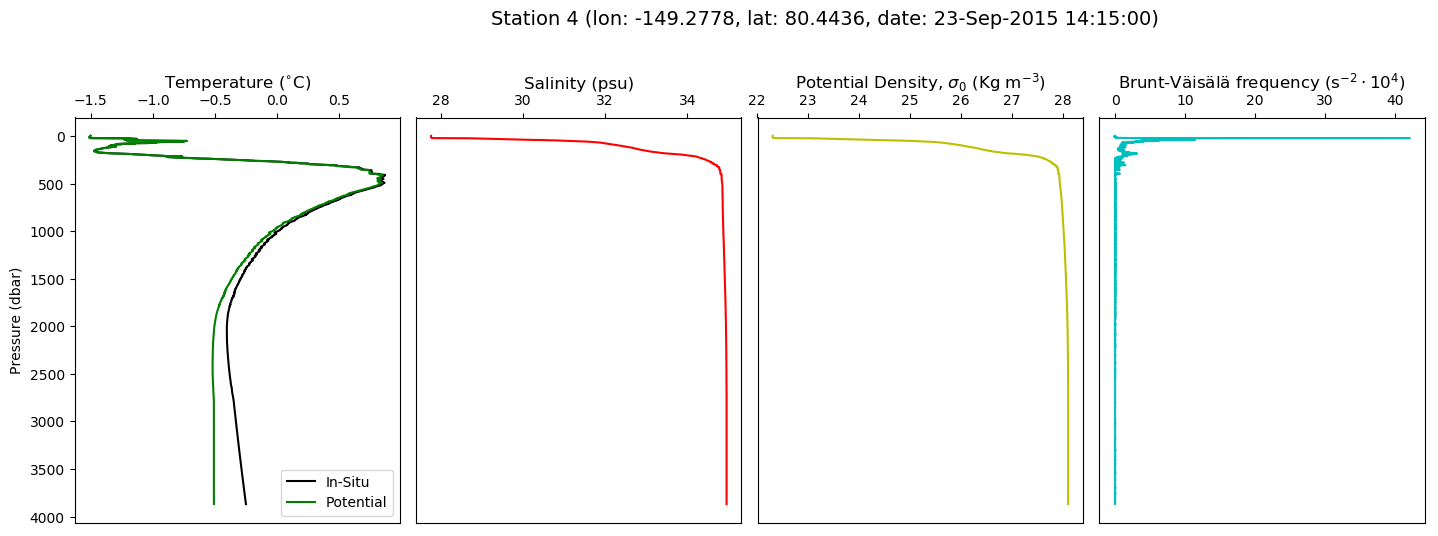 Station 4 (lon: -149.2778, lat: 80.4436, date: 23-Sep-2015 14:15:00)
Temperature (˚C)
−1.5 −1.0 −0.5 0.0 0.5
Salinity (psu)
28 30 32 34
Potential Density, σ₀ (Kg m⁻³)
22 23 24 25 26 27 28
Brunt-Väisälä frequency (s⁻² · 10⁴)
0 10 20 30 40
Pressure (dbar)
0
500
1000
1500
2000
2500
3000
3500
4000
In-Situ
Potential